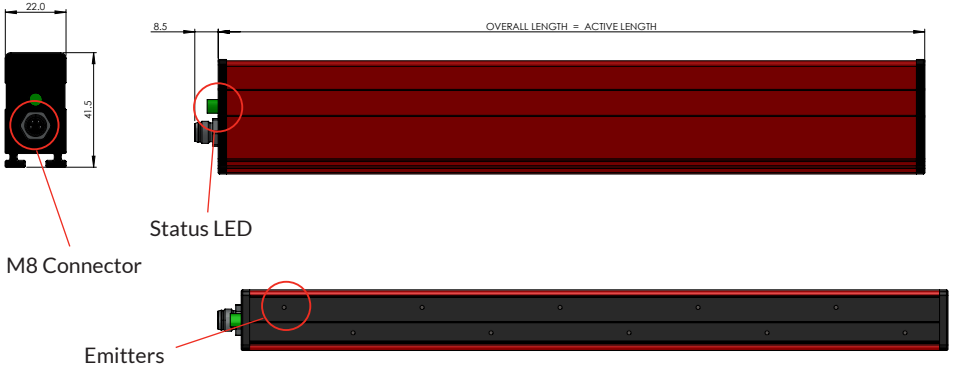 22.0
8.5
OVERALL LENGTH = ACTIVE LENGTH
41.5
Status LED
M8 Connector
Emitters